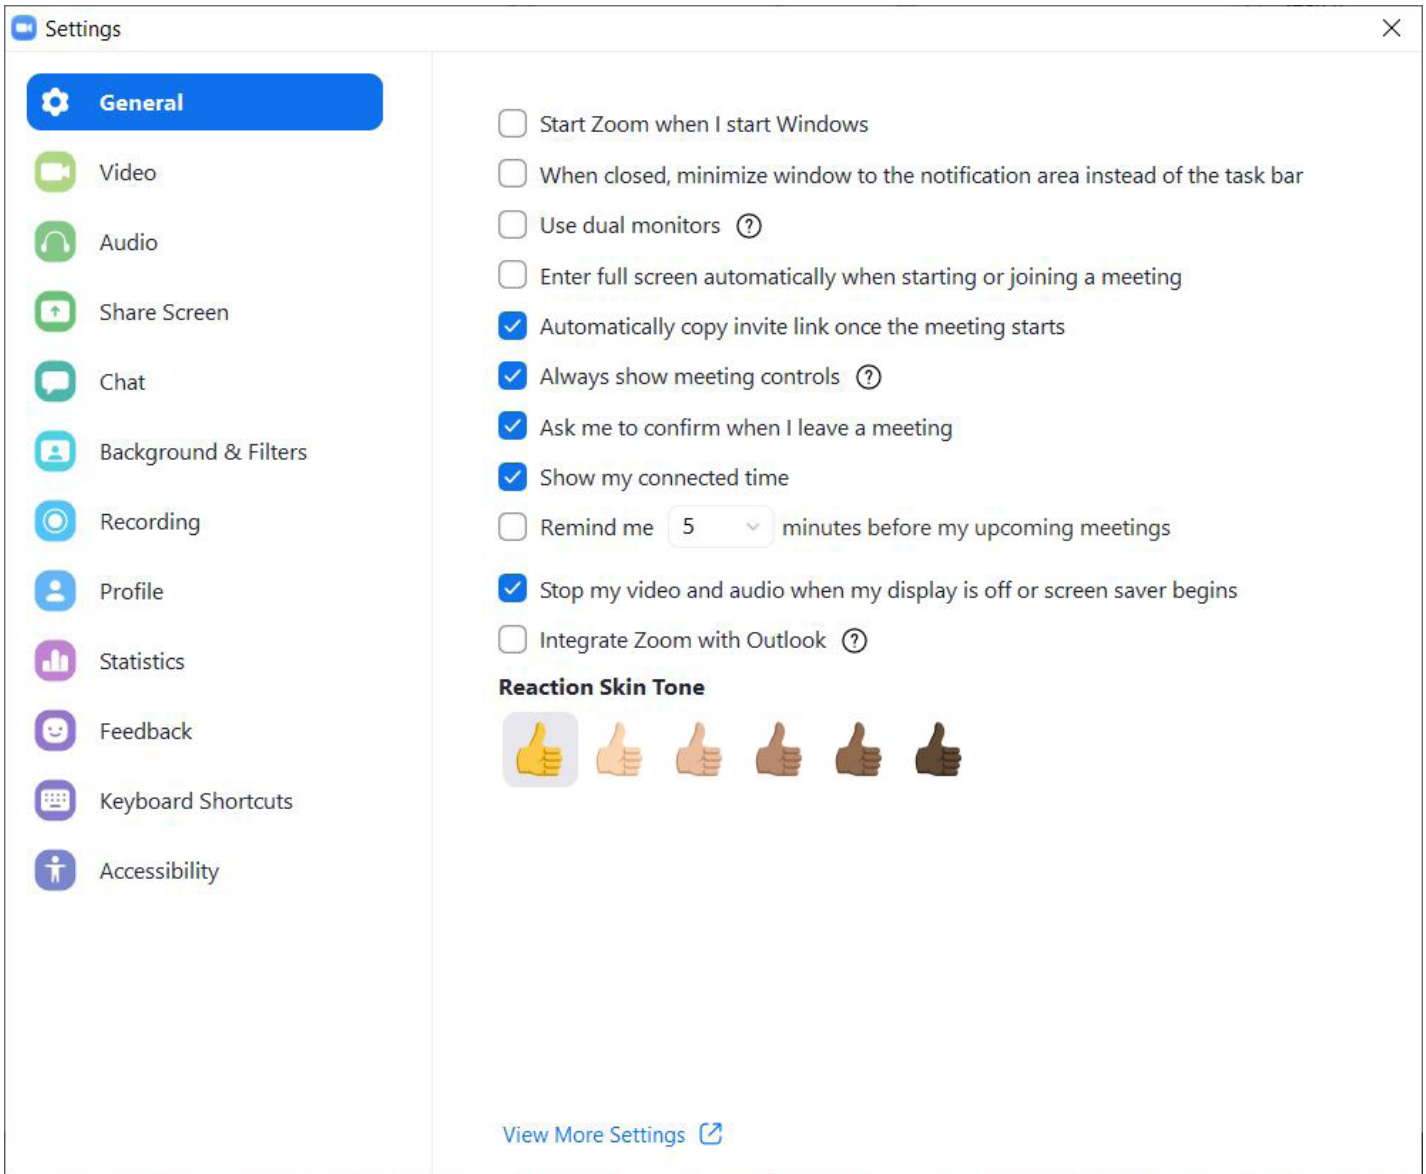 Settings
General
Video
Audio
Share Screen
Chat
Background & Filters
Recording
Profile
Statistics
Feedback
Keyboard Shortcuts
Accessibility
Start Zoom when I start Windows
When closed, minimize window to the notification area instead of the task bar
Use dual monitors ?
Enter full screen automatically when starting or joining a meeting
Automatically copy invite link once the meeting starts
Always show meeting controls ?
Ask me to confirm when I leave a meeting
Show my connected time
Remind me 5 minutes before my upcoming meetings
Stop my video and audio when my display is off or screen saver begins
Integrate Zoom with Outlook ?
Reaction Skin Tone
View More Settings